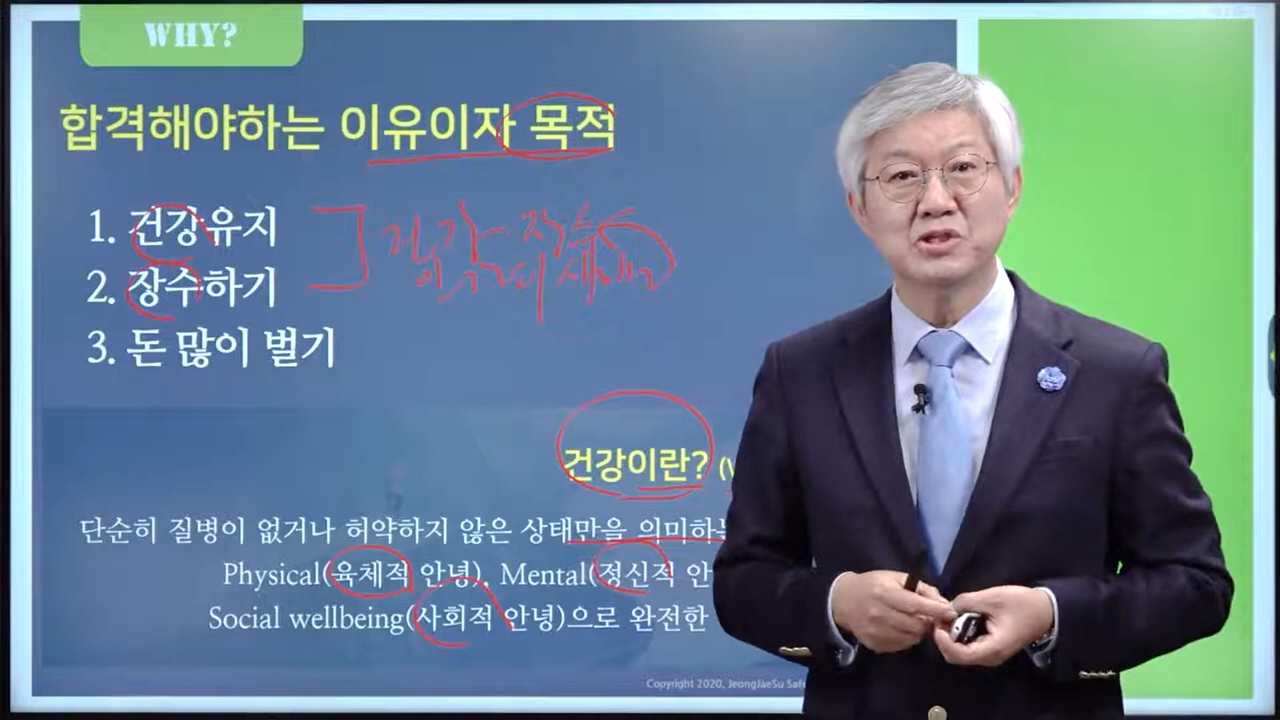 WHY?
합격해야하는 이유이자 목적
1. 건강유지
2. 장수하기
3. 돈 많이 벌기
건강이란?
단순히 질병이 없거나 허약하지 않은 상태만을 의미하는
Physical(육체적 안녕), Mental(정신적 안
Social wellbeing(사회적 안녕)으로 완전한
Copyright 2020, JeongJaeSu Safe